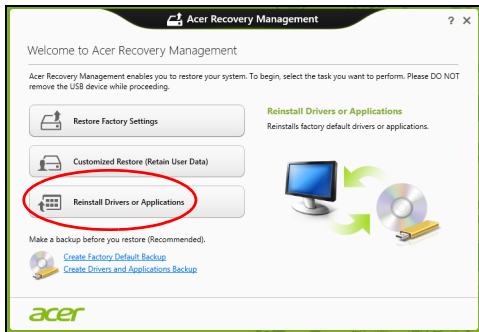 Acer Recovery Management
? ×
Welcome to Acer Recovery Management
Acer Recovery Management enables you to restore your system. To begin, select the task you want to perform. Please DO NOT
remove the USB device while proceeding.
Restore Factory Settings
Customized Restore (Retain User Data)
Reinstall Drivers or Applications
Reinstall Drivers or Applications
Reinstalls factory default drivers or applications.
Make a backup before you restore (Recommended).
Create Factory Default Backup
Create Drivers and Applications Backup
acer